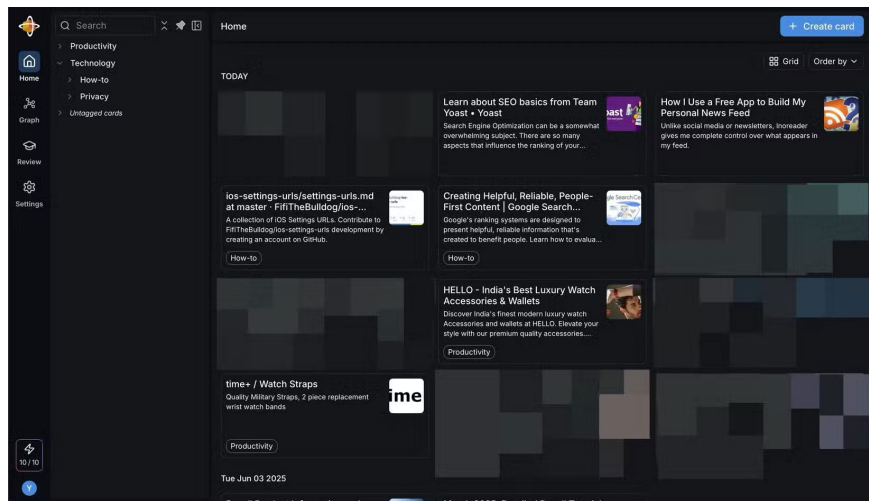 Search
Home
+ Create card
Productivity
Technology
How-to
Privacy
Untagged cards
Home
Graph
Review
Settings
10 / 10
Y
Grid
Order by
TODAY
Learn about SEO basics from Team
Yoast • Yoast
Search Engine Optimization can be a somewhat
overwhelming subject. There are so many
aspects that influence the ranking of your...
How I Use a Free App to Build My
Personal News Feed
Unlike social media or newsletters, Inoreader
gives me complete control over what appears in
my feed.
ios-settings-urls/settings-urls.md
at master · FifiTheBulldog/ios-...
A collection of iOS Settings URLs. Contribute to
FifiTheBulldog/ios-settings-urls development by
creating an account on GitHub.
How-to
Creating Helpful, Reliable, People-
First Content | Google Search...
Google's ranking systems are designed to
present helpful, reliable information that's
created to benefit people. Learn how to evalua...
gle SearchCe
How-to
HELLO - India's Best Luxury Watch
Accessories & Wallets
Discover India's finest modern luxury watch
Accessories and wallets at HELLO. Elevate your
style with our premium quality accessories....
Productivity
time+ / Watch Straps
Quality Military Straps, 2 piece replacement
wrist watch bands
ime
Productivity
Tue Jun 03 2025